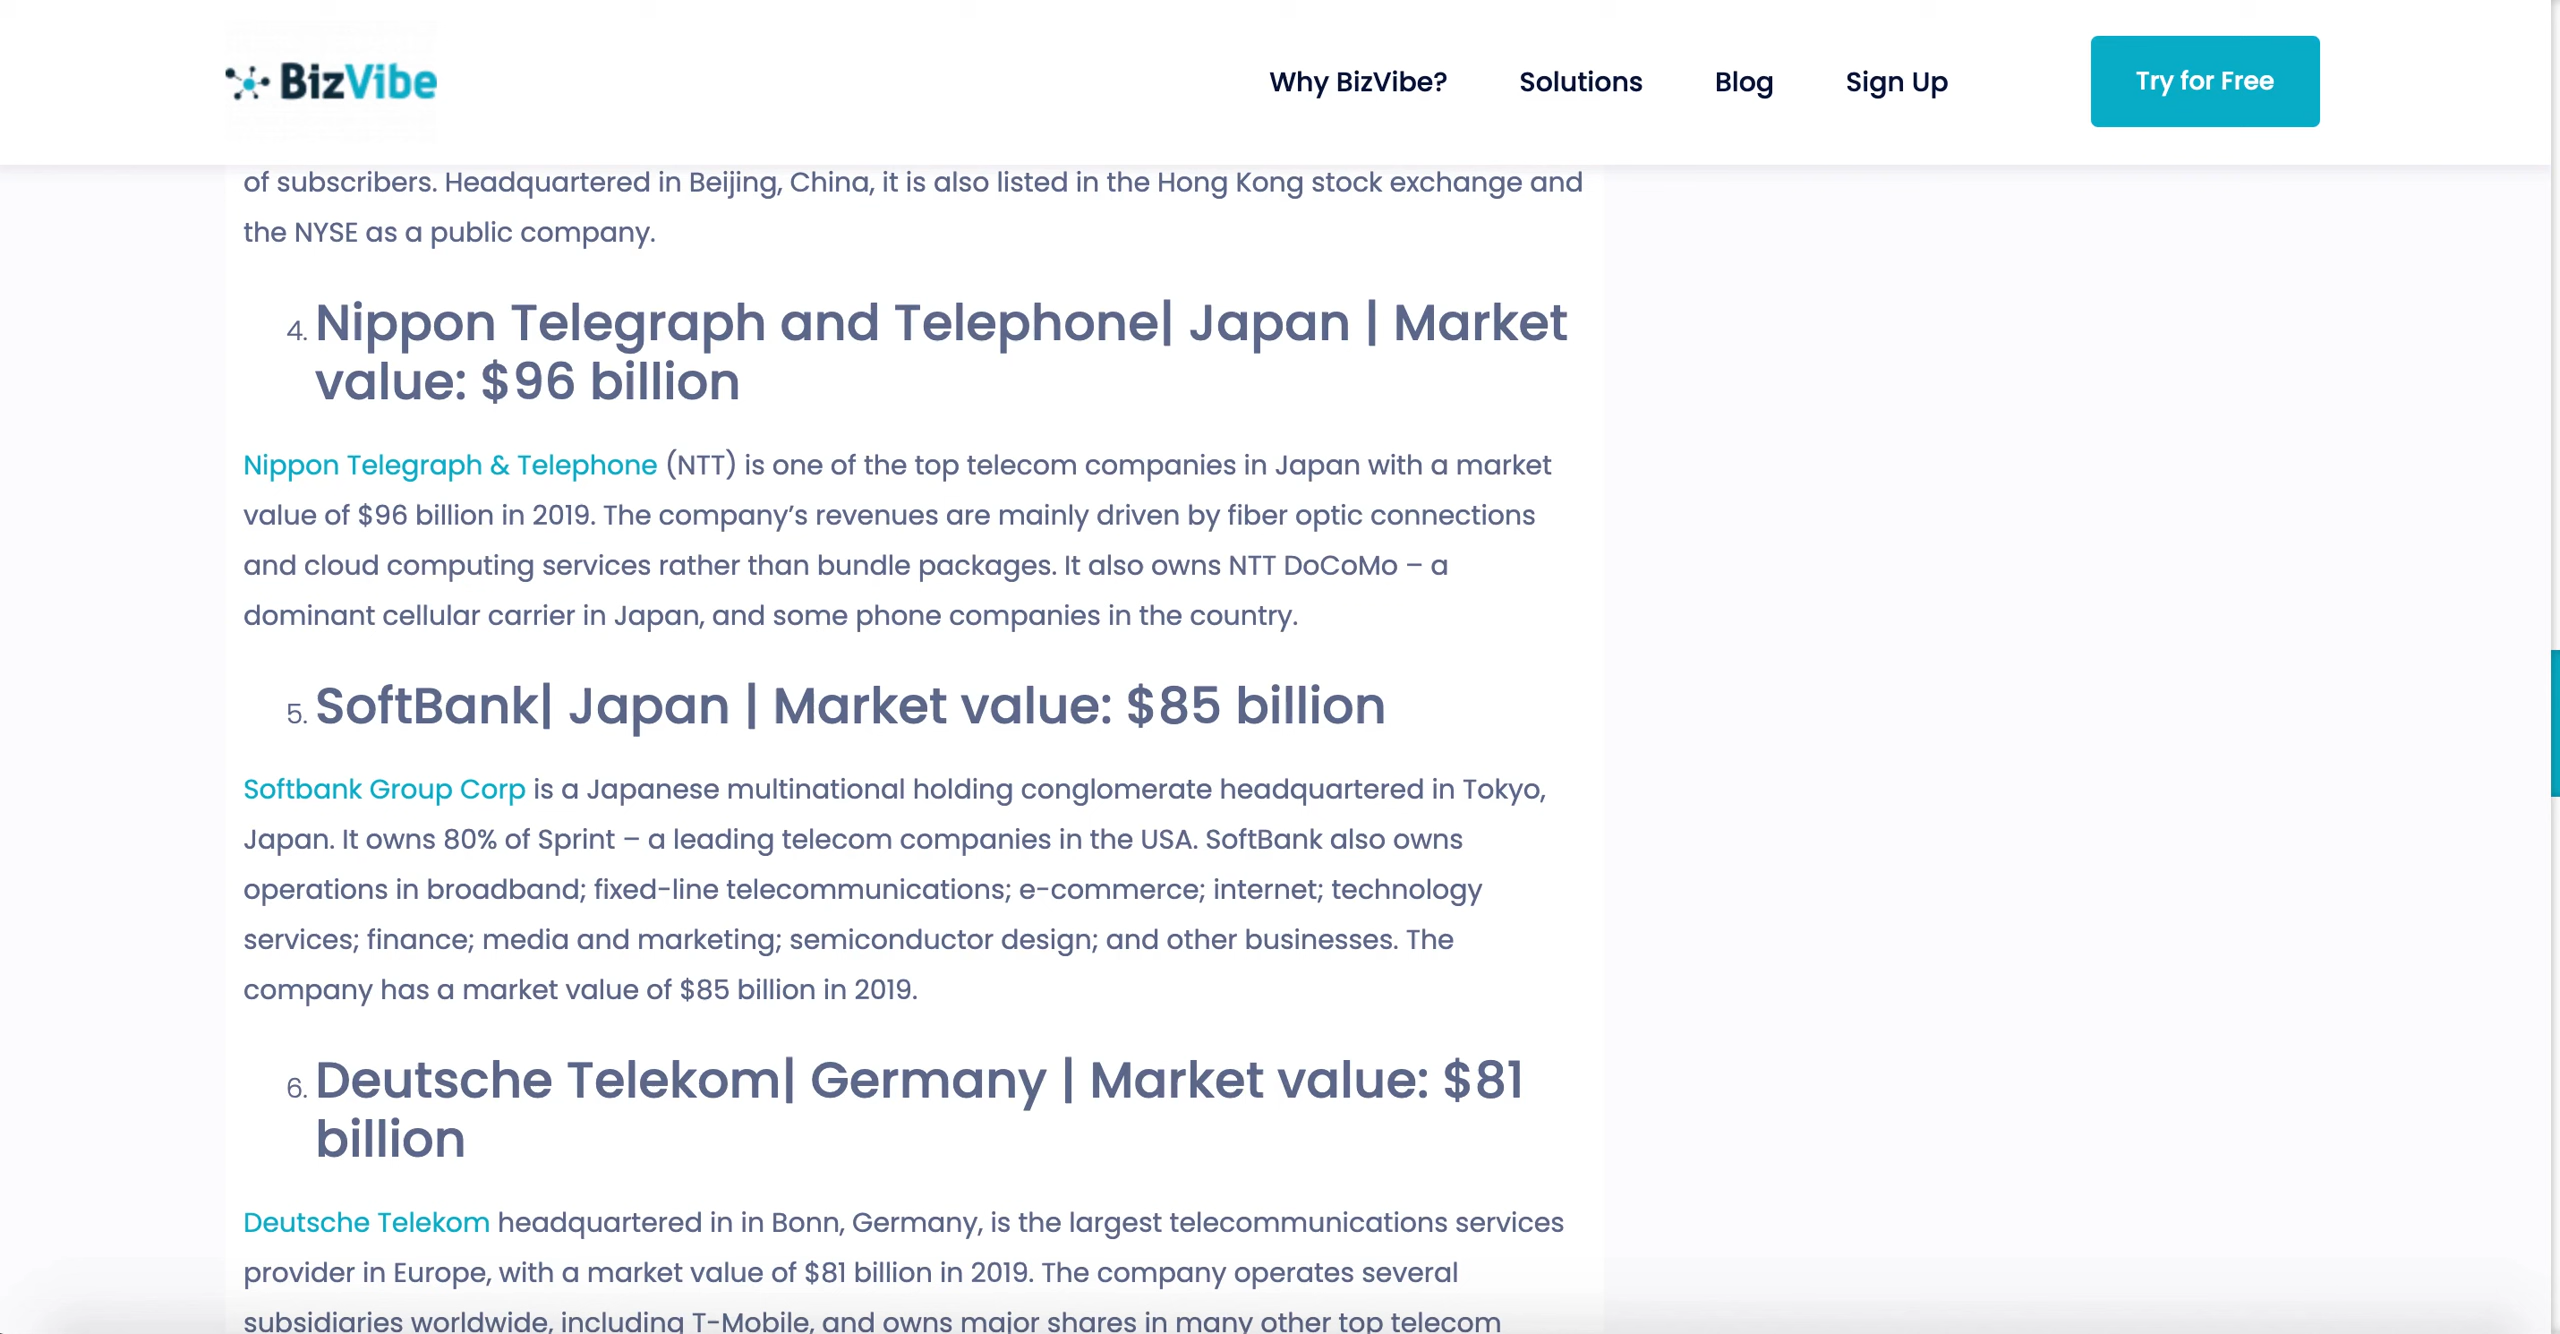 BizVibe
Why BizVibe?
Solutions
Blog
Sign Up
Try for Free
of subscribers. Headquartered in Beijing, China, it is also listed in the Hong Kong stock exchange and
the NYSE as a public company.
4. Nippon Telegraph and Telephone| Japan | Market
value: $96 billion
Nippon Telegraph & Telephone (NTT) is one of the top telecom companies in Japan with a market
value of $96 billion in 2019. The company’s revenues are mainly driven by fiber optic connections
and cloud computing services rather than bundle packages. It also owns NTT DoCoMo – a
dominant cellular carrier in Japan, and some phone companies in the country.
5. SoftBank| Japan | Market value: $85 billion
Softbank Group Corp is a Japanese multinational holding conglomerate headquartered in Tokyo,
Japan. It owns 80% of Sprint – a leading telecom companies in the USA. SoftBank also owns
operations in broadband; fixed-line telecommunications; e-commerce; internet; technology
services; finance; media and marketing; semiconductor design; and other businesses. The
company has a market value of $85 billion in 2019.
6. Deutsche Telekom| Germany | Market value: $81
billion
Deutsche Telekom headquartered in in Bonn, Germany, is the largest telecommunications services
provider in Europe, with a market value of $81 billion in 2019. The company operates several
subsidiaries worldwide, including T-Mobile, and owns major shares in many other top telecom